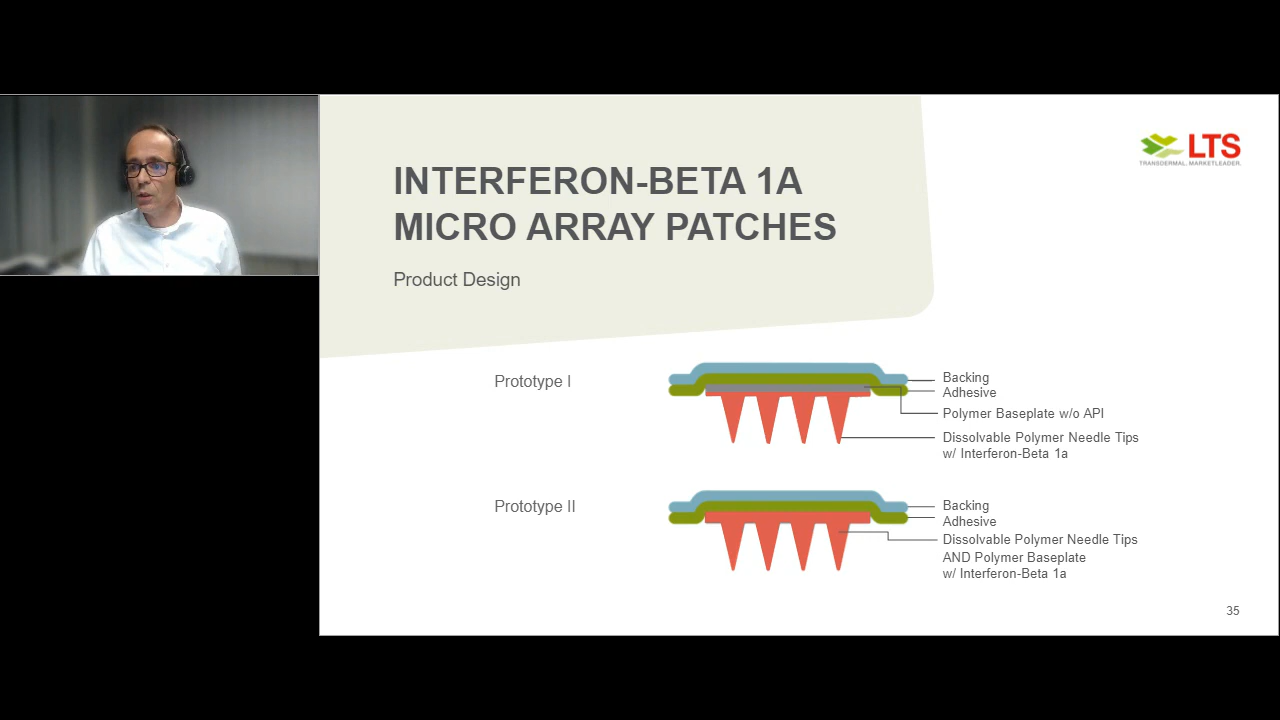 LTS
TRANSDERMAL. MARKETLEADER.
INTERFERON-BETA 1A
MICRO ARRAY PATCHES
Product Design
Prototype I
Backing
Adhesive
Polymer Baseplate w/o API
Dissolvable Polymer Needle Tips
w/ Interferon-Beta 1a
Prototype II
Backing
Adhesive
Dissolvable Polymer Needle Tips
AND Polymer Baseplate
w/ Interferon-Beta 1a
35